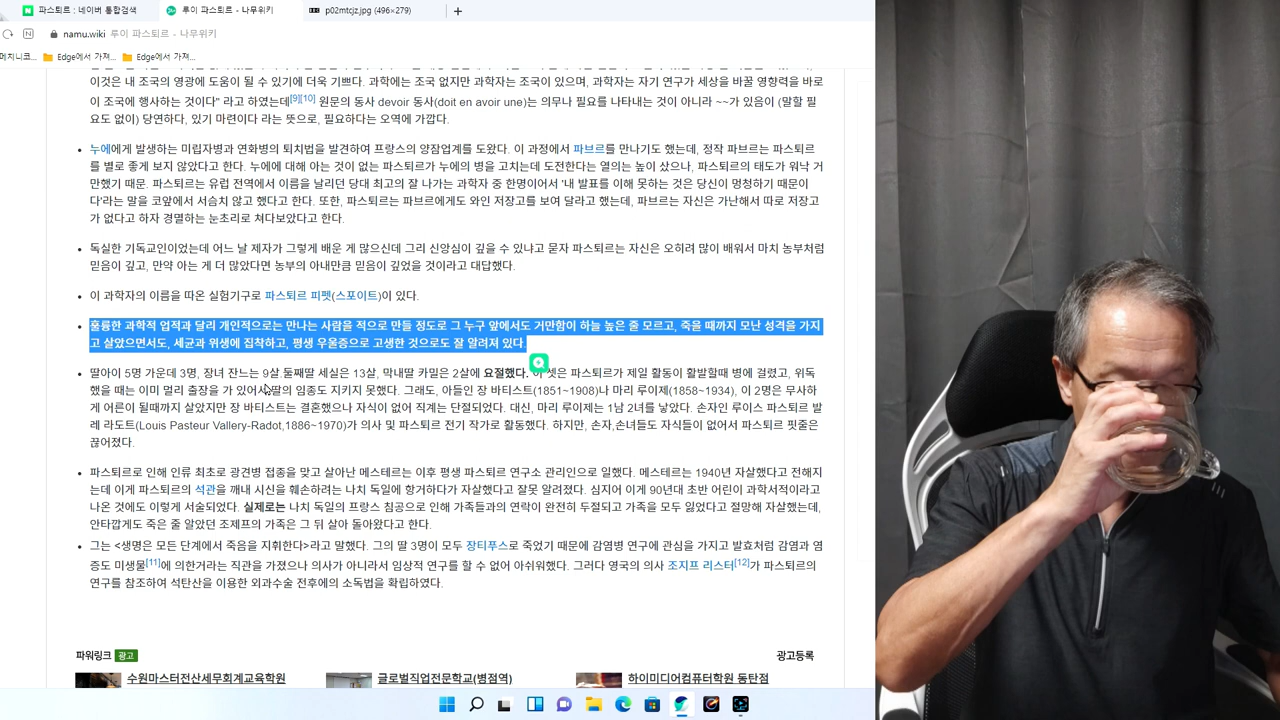 파스퇴르 : 네이버 통합검색
루이 파스퇴르 - 나무위키
p02mtcjz.jpg (496×279)
namu.wiki 루이 파스퇴르 - 나무위키
Edge에서 가져... Edge에서 가져...
이것은 내 조국의 영광에 도움이 될 수 있기에 더욱 기쁘다. 과학에는 조국 없지만 과학자는 조국이 있으며, 과학자는 자기 연구가 세상을 바꿀 영향력을 바로
이 조국에 행사하는 것이다" 라고 하였는데[9][10] 원문의 동사 devoir 동사(doit en avoir une)는 의무나 필요를 나타내는 것이 아니라 ~~가 있음이 (말할 필
요도 없이) 당연하다, 있기 마련이다 라는 뜻으로, 필요하다는 오역에 가깝다.
누에에게 발생하는 미립자병과 연화병의 퇴치법을 발견하여 프랑스의 양잠업계를 도왔다. 이 과정에서 파브르를 만나기도 했는데, 정작 파브르는 파스퇴르
를 별로 좋게 보지 않았다고 한다. 누에에 대해 아는 것이 없는 파스퇴르가 누에의 병을 고치는데 도전한다는 열의는 높이 샀으나, 파스퇴르의 태도가 워낙 거
만했기 때문. 파스퇴르는 유럽 전역에서 이름을 날리던 당대 최고의 잘 나가는 과학자 중 한명이어서 '내 발표를 이해 못하는 것은 당신이 멍청하기 때문이
다'라는 말을 코앞에서 서슴치 않고 했다고 한다. 또한, 파스퇴르는 파브르에게도 와인 저장고를 보여 달라고 했는데, 파브르는 자신은 가난해서 따로 저장고
가 없다고 하자 경멸하는 눈초리로 쳐다보았다고 한다.
독실한 기독교인이었는데 어느 날 제자가 그렇게 배운 게 많으신데 그리 신앙심이 깊을 수 있냐고 묻자 파스퇴르는 자신은 오히려 많이 배워서 마치 농부처럼
믿음이 깊고, 만약 아는 게 더 많았다면 농부의 아내만큼 믿음이 깊었을 것이라고 대답했다.
이 과학자의 이름을 따온 실험기구로 파스퇴르 피펫(스포이트)이 있다.
훌륭한 과학적 업적과 달리 개인적으로는 만나는 사람을 적으로 만들 정도로 그 누구 앞에서도 거만함이 하늘 높은 줄 모르고, 죽을 때까지 모난 성격을 가지
고 살았으면서도, 세균과 위생에 집착하고, 평생 우울증으로 고생한 것으로도 잘 알려져 있다.
딸아이 5명 가운데 3명, 장녀 잔느는 9살 둘째딸 세실은 13살, 막내딸 카밀은 2살에 요절했다. 이 셋은 파스퇴르가 제일 활동이 활발할때 병에 걸렸고, 위독
했을 때는 이미 멀리 출장을 가 있어서 딸의 임종도 지키지 못했다. 그래도, 아들인 장 바티스트(1851~1908)나 마리 루이제(1858~1934), 이 2명은 무사하
게 어른이 될때까지 살았지만 장 바티스트는 결혼했으나 자식이 없어 직계는 단절되었다. 대신, 마리 루이제는 1남 2녀를 낳았다. 손자인 루이스 파스퇴르 발
레 라도트(Louis Pasteur Vallery-Radot,1886~1970)가 의사 및 파스퇴르 전기 작가로 활동했다. 하지만, 손자,손녀들도 자식들이 없어서 파스퇴르 핏줄은
끊어졌다.
파스퇴르로 인해 인류 최초로 광견병 접종을 맞고 살아난 메스테르는 이후 평생 파스퇴르 연구소 관리인으로 일했다. 메스테르는 1940년 자살했다고 전해지
는데 이게 파스퇴르의 석관을 깨내 시신을 훼손하려는 나치 독일에 항거하다가 자살했다고 잘못 알려졌다. 심지어 이게 90년대 초반 어린이 과학서적이라고
나온 것에도 이렇게 서술되었다. 실제로는 나치 독일의 프랑스 침공으로 인해 가족들과의 연락이 완전히 두절되고 가족을 모두 잃었다고 절망해 자살했는데,
안타깝게도 죽은 줄 알았던 조제프의 가족은 그 뒤 살아 돌아왔다고 한다.
그는 <생명은 모든 단계에서 죽음을 지휘한다>라고 말했다. 그의 딸 3명이 모두 장티푸스로 죽었기 때문에 감염병 연구에 관심을 가지고 발효처럼 감염과 염
증도 미생물[11]에 의한거라는 직관을 가졌으나 의사가 아니라서 임상적 연구를 할 수 없어 아쉬워했다. 그러다 영국의 의사 조지프 리스터[12]가 파스퇴르의
연구를 참조하여 석탄산을 이용한 외과수술 전후에의 소독법을 확립하였다.
파워링크 광고 광고등록
수원마스터전산세무회계교육학원 글로벌직업전문학교(병점역) 하이미디어컴퓨터학원 동탄점